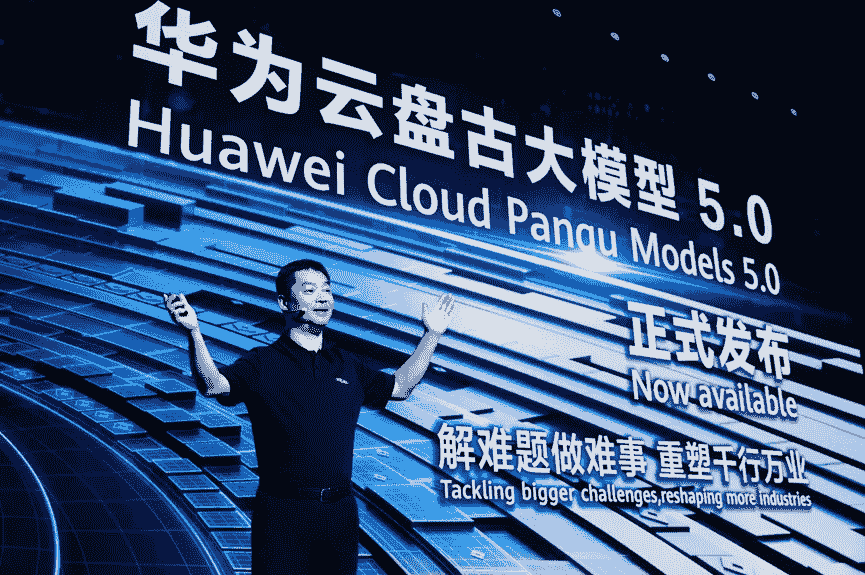 华为云盘古大模型 5.0
Huawei Cloud Pangu Models 5.0
正式发布
Now available
解难题做难事 重塑千行万业
Tackling bigger challenges,reshaping more industries